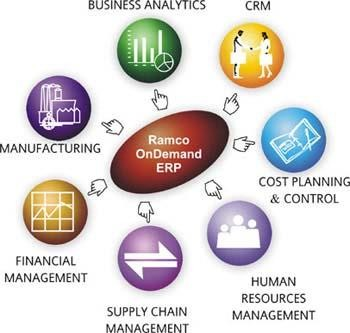 BUSINESS ANALYTICS
CRM
MANUFACTURING
Ramco
OnDemand
ERP
COST PLANNING
& CONTROL
FINANCIAL
MANAGEMENT
SUPPLY CHAIN
MANAGEMENT
HUMAN
RESOURCES
MANAGEMENT